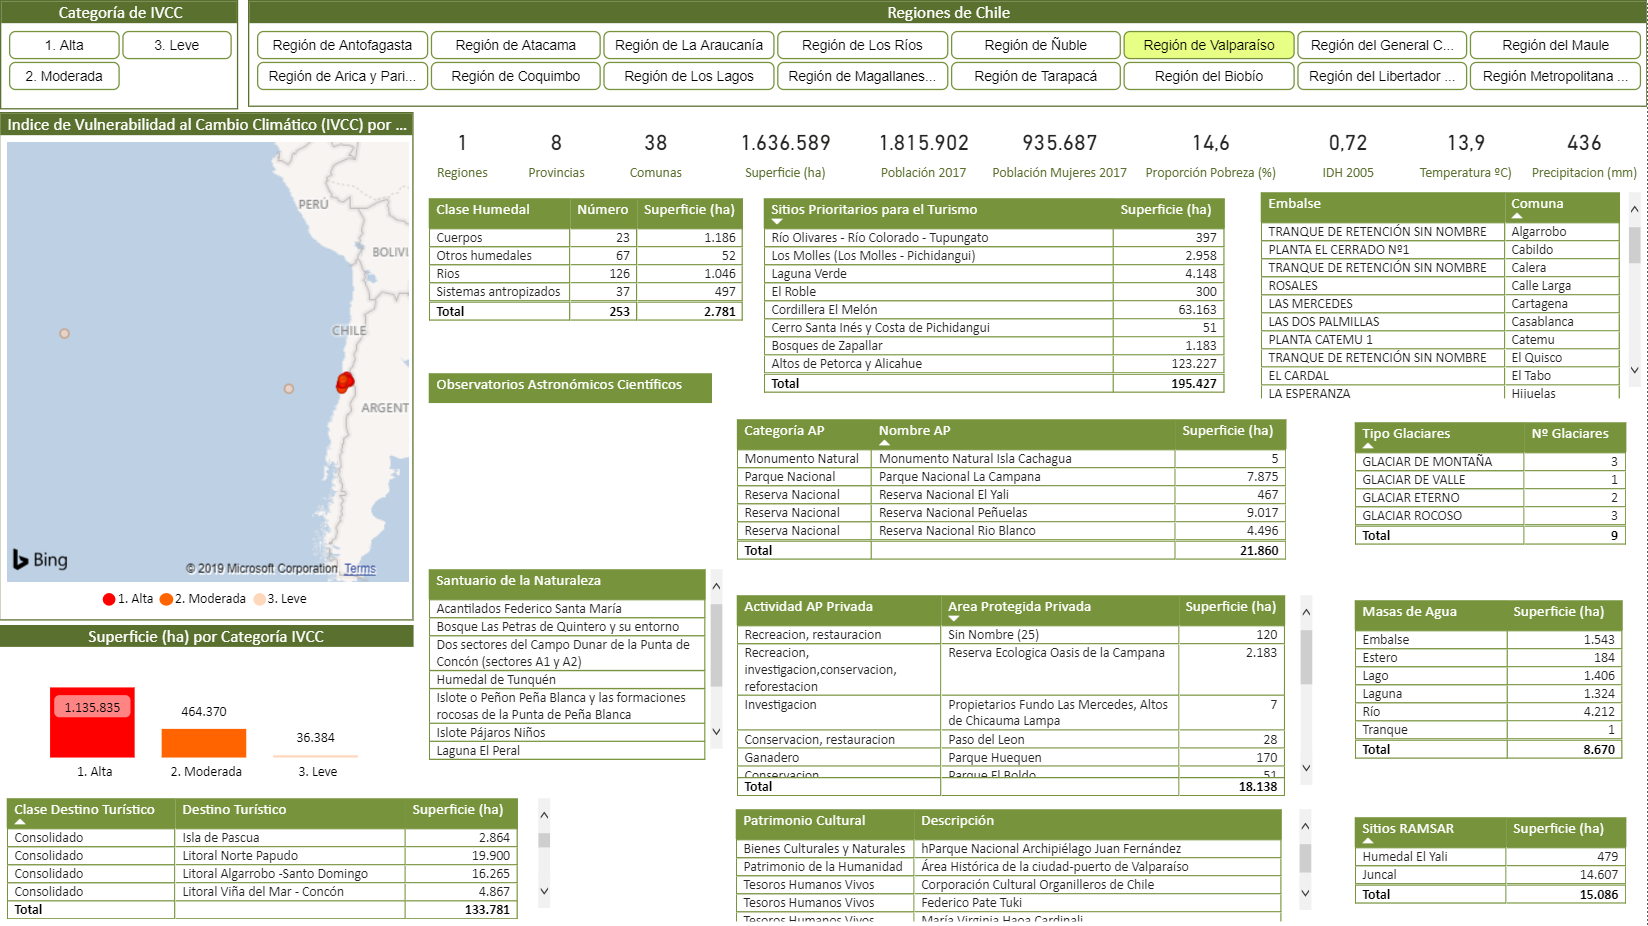 Categoría de IVCC
1. Alta
3. Leve
2. Moderada
Regiones de Chile
Región de Antofagasta
Región de Atacama
Región de La Araucanía
Región de Los Ríos
Región de Ñuble
Región de Valparaíso
Región del General C...
Región del Maule
Región de Arica y Pari...
Región de Coquimbo
Región de Los Lagos
Región de Magallanes...
Región de Tarapacá
Región del Biobío
Región del Libertador ...
Región Metropolitana ...
Indice de Vulnerabilidad al Cambio Climático (IVCC) por ...
PERÚ
BOLIVI
CHILE
ARGENT
Bing
© 2019 Microsoft Corporation Terms
1. Alta 2. Moderada 3. Leve
Superficie (ha) por Categoría IVCC
1.135.835
464.370
36.384
1. Alta 2. Moderada 3. Leve
1 8 38 1.636.589 1.815.902 935.687 14,6 0,72 13,9 436
Regiones Provincias Comunas Superficie (ha) Población 2017 Población Mujeres 2017 Proporción Pobreza (%) IDH 2005 Temperatura ºC) Precipitacion (mm)
Clase Humedal Número Superficie (ha)
Cuerpos 23 1.186
Otros humedales 67 52
Rios 126 1.046
Sistemas antropizados 37 497
Total 253 2.781
Sitios Prioritarios para el Turismo Superficie (ha)
Río Olivares - Río Colorado - Tupungato 397
Los Molles (Los Molles - Pichidangui) 2.958
Laguna Verde 4.148
El Roble 300
Cordillera El Melón 63.163
Cerro Santa Inés y Costa de Pichidangui 51
Bosques de Zapallar 1.183
Altos de Petorca y Alicahue 123.227
Total 195.427
Embalse Comuna
TRANQUE DE RETENCIÓN SIN NOMBRE Algarrobo
PLANTA EL CERRADO Nº1 Cabildo
TRANQUE DE RETENCIÓN SIN NOMBRE Calera
ROSALES Calle Larga
LAS MERCEDES Cartagena
LAS DOS PALMILLAS Casablanca
PLANTA CATEMU 1 Catemu
TRANQUE DE RETENCIÓN SIN NOMBRE El Quisco
EL CARDAL El Tabo
LA ESPERANZA Hijuelas
Observatorios Astronómicos Científicos
Categoría AP Nombre AP Superficie (ha)
Monumento Natural Monumento Natural Isla Cachagua 5
Parque Nacional Parque Nacional La Campana 7.875
Reserva Nacional Reserva Nacional El Yali 467
Reserva Nacional Reserva Nacional Peñuelas 9.017
Reserva Nacional Reserva Nacional Rio Blanco 4.496
Total 21.860
Tipo Glaciares Nº Glaciares
GLACIAR DE MONTAÑA 3
GLACIAR DE VALLE 1
GLACIAR ETERNO 2
GLACIAR ROCOSO 3
Total 9
Santuario de la Naturaleza
Acantilados Federico Santa María
Bosque Las Petras de Quintero y su entorno
Dos sectores del Campo Dunar de la Punta de
Concón (sectores A1 y A2)
Humedal de Tunquén
Islote o Peñon Peña Blanca y las formaciones
rocosas de la Punta de Peña Blanca
Islote Pájaros Niños
Laguna El Peral
Actividad AP Privada Area Protegida Privada Superficie (ha)
Recreacion, restauracion Sin Nombre (25) 120
Recreacion, Reserva Ecologica Oasis de la Campana 2.183
investigacion,conservacion,
reforestacion
Investigacion Propietarios Fundo Las Mercedes, Altos 7
de Chicauma Lampa
Conservacion, restauracion Paso del Leon 28
Ganadero Parque Huequen 170
Conservacion Parque El Boldo 51
Total 18.138
Masas de Agua Superficie (ha)
Embalse 1.543
Estero 184
Lago 1.406
Laguna 1.324
Río 4.212
Tranque 1
Total 8.670
Clase Destino Turístico Destino Turístico Superficie (ha)
Consolidado Isla de Pascua 2.864
Consolidado Litoral Norte Papudo 19.900
Consolidado Litoral Algarrobo -Santo Domingo 16.265
Consolidado Litoral Viña del Mar - Concón 4.867
Total 133.781
Patrimonio Cultural Descripción
Bienes Culturales y Naturales hParque Nacional Archipiélago Juan Fernández
Patrimonio de la Humanidad Área Histórica de la ciudad-puerto de Valparaíso
Tesoros Humanos Vivos Corporación Cultural Organilleros de Chile
Tesoros Humanos Vivos Federico Pate Tuki
Tesoros Humanos Vivos María Virginia Haoa Cardinali
Sitios RAMSAR Superficie (ha)
Humedal El Yali 479
Juncal 14.607
Total 15.086